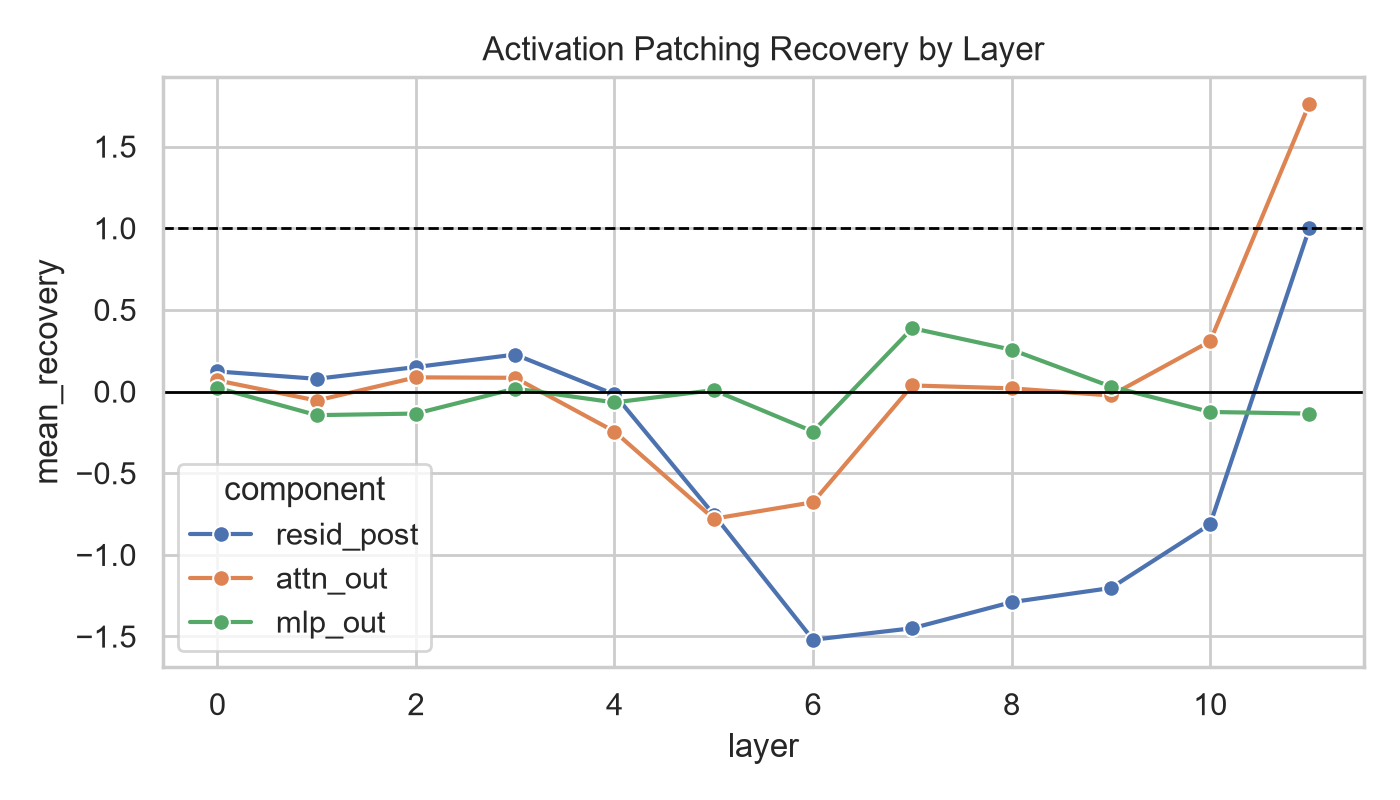 Activation Patching Recovery by Layer
mean_recovery
1.5
1.0
0.5
0.0
−0.5
−1.0
−1.5
component
resid_post
attn_out
mlp_out
0 2 4 6 8 10
layer